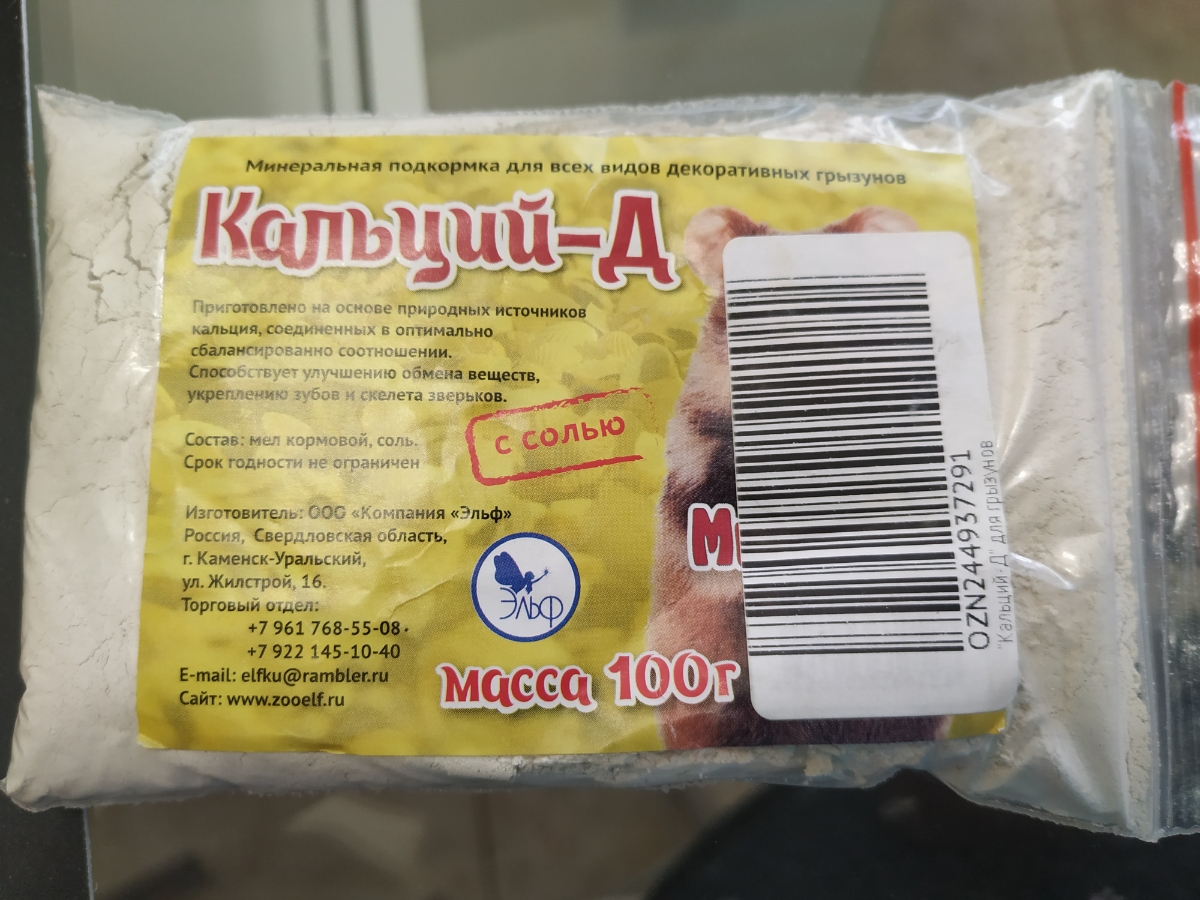 Минеральная подкормка для всех видов декоративных грызунов
Кальций-Д
Приготовлено на основе природных источников
кальция, соединенных в оптимально
сбалансированно соотношении.
Способствует улучшению обмена веществ,
укреплению зубов и скелета зверьков.
с солью
Состав: мел кормовой, соль.
Срок годности не ограничен
Изготовитель: ООО «Компания «Эльф»
Россия, Свердловская область,
г. Каменск-Уральский,
ул. Жилстрой, 16.
Торговый отдел:
+7 961 768-55-08
+7 922 145-10-40
E-mail: elfku@rambler.ru
Сайт: www.zooelf.ru
Эльф
масса 100г
OZN244937291
"Кальций-Д" для грызунов